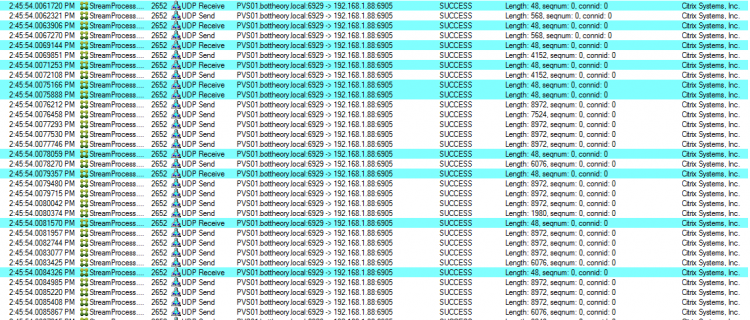 2:45:54.0061720 PM StreamProcess.... 2652 UDP Receive PVS01.bottheory.local:6929 -> 192.168.1.88:6905 SUCCESS Length: 48, seqnum: 0, connid: 0 Citrix Systems, Inc.
2:45:54.0062321 PM StreamProcess.... 2652 UDP Send PVS01.bottheory.local:6929 -> 192.168.1.88:6905 SUCCESS Length: 568, seqnum: 0, connid: 0 Citrix Systems, Inc.
2:45:54.0063906 PM StreamProcess.... 2652 UDP Receive PVS01.bottheory.local:6929 -> 192.168.1.88:6905 SUCCESS Length: 48, seqnum: 0, connid: 0 Citrix Systems, Inc.
2:45:54.0067270 PM StreamProcess.... 2652 UDP Send PVS01.bottheory.local:6929 -> 192.168.1.88:6905 SUCCESS Length: 568, seqnum: 0, connid: 0 Citrix Systems, Inc.
2:45:54.0069144 PM StreamProcess.... 2652 UDP Receive PVS01.bottheory.local:6929 -> 192.168.1.88:6905 SUCCESS Length: 48, seqnum: 0, connid: 0 Citrix Systems, Inc.
2:45:54.0069851 PM StreamProcess.... 2652 UDP Send PVS01.bottheory.local:6929 -> 192.168.1.88:6905 SUCCESS Length: 4152, seqnum: 0, connid: 0 Citrix Systems, Inc.
2:45:54.0071253 PM StreamProcess.... 2652 UDP Receive PVS01.bottheory.local:6929 -> 192.168.1.88:6905 SUCCESS Length: 48, seqnum: 0, connid: 0 Citrix Systems, Inc.
2:45:54.0072108 PM StreamProcess.... 2652 UDP Send PVS01.bottheory.local:6929 -> 192.168.1.88:6905 SUCCESS Length: 4152, seqnum: 0, connid: 0 Citrix Systems, Inc.
2:45:54.0075166 PM StreamProcess.... 2652 UDP Receive PVS01.bottheory.local:6929 -> 192.168.1.88:6905 SUCCESS Length: 48, seqnum: 0, connid: 0 Citrix Systems, Inc.
2:45:54.0075888 PM StreamProcess.... 2652 UDP Receive PVS01.bottheory.local:6929 -> 192.168.1.88:6905 SUCCESS Length: 48, seqnum: 0, connid: 0 Citrix Systems, Inc.
2:45:54.0076212 PM StreamProcess.... 2652 UDP Send PVS01.bottheory.local:6929 -> 192.168.1.88:6905 SUCCESS Length: 8972, seqnum: 0, connid: 0 Citrix Systems, Inc.
2:45:54.0076458 PM StreamProcess.... 2652 UDP Send PVS01.bottheory.local:6929 -> 192.168.1.88:6905 SUCCESS Length: 7524, seqnum: 0, connid: 0 Citrix Systems, Inc.
2:45:54.0077293 PM StreamProcess.... 2652 UDP Send PVS01.bottheory.local:6929 -> 192.168.1.88:6905 SUCCESS Length: 8972, seqnum: 0, connid: 0 Citrix Systems, Inc.
2:45:54.0077530 PM StreamProcess.... 2652 UDP Send PVS01.bottheory.local:6929 -> 192.168.1.88:6905 SUCCESS Length: 8972, seqnum: 0, connid: 0 Citrix Systems, Inc.
2:45:54.0077746 PM StreamProcess.... 2652 UDP Send PVS01.bottheory.local:6929 -> 192.168.1.88:6905 SUCCESS Length: 8972, seqnum: 0, connid: 0 Citrix Systems, Inc.
2:45:54.0078059 PM StreamProcess.... 2652 UDP Receive PVS01.bottheory.local:6929 -> 192.168.1.88:6905 SUCCESS Length: 48, seqnum: 0, connid: 0 Citrix Systems, Inc.
2:45:54.0078270 PM StreamProcess.... 2652 UDP Send PVS01.bottheory.local:6929 -> 192.168.1.88:6905 SUCCESS Length: 6076, seqnum: 0, connid: 0 Citrix Systems, Inc.
2:45:54.0079357 PM StreamProcess.... 2652 UDP Receive PVS01.bottheory.local:6929 -> 192.168.1.88:6905 SUCCESS Length: 48, seqnum: 0, connid: 0 Citrix Systems, Inc.
2:45:54.0079480 PM StreamProcess.... 2652 UDP Send PVS01.bottheory.local:6929 -> 192.168.1.88:6905 SUCCESS Length: 8972, seqnum: 0, connid: 0 Citrix Systems, Inc.
2:45:54.0079715 PM StreamProcess.... 2652 UDP Send PVS01.bottheory.local:6929 -> 192.168.1.88:6905 SUCCESS Length: 8972, seqnum: 0, connid: 0 Citrix Systems, Inc.
2:45:54.0080042 PM StreamProcess.... 2652 UDP Send PVS01.bottheory.local:6929 -> 192.168.1.88:6905 SUCCESS Length: 8972, seqnum: 0, connid: 0 Citrix Systems, Inc.
2:45:54.0080374 PM StreamProcess.... 2652 UDP Send PVS01.bottheory.local:6929 -> 192.168.1.88:6905 SUCCESS Length: 1980, seqnum: 0, connid: 0 Citrix Systems, Inc.
2:45:54.0081570 PM StreamProcess.... 2652 UDP Receive PVS01.bottheory.local:6929 -> 192.168.1.88:6905 SUCCESS Length: 48, seqnum: 0, connid: 0 Citrix Systems, Inc.
2:45:54.0081957 PM StreamProcess.... 2652 UDP Send PVS01.bottheory.local:6929 -> 192.168.1.88:6905 SUCCESS Length: 8972, seqnum: 0, connid: 0 Citrix Systems, Inc.
2:45:54.0082744 PM StreamProcess.... 2652 UDP Send PVS01.bottheory.local:6929 -> 192.168.1.88:6905 SUCCESS Length: 8972, seqnum: 0, connid: 0 Citrix Systems, Inc.
2:45:54.0083077 PM StreamProcess.... 2652 UDP Send PVS01.bottheory.local:6929 -> 192.168.1.88:6905 SUCCESS Length: 8972, seqnum: 0, connid: 0 Citrix Systems, Inc.
2:45:54.0083425 PM StreamProcess.... 2652 UDP Send PVS01.bottheory.local:6929 -> 192.168.1.88:6905 SUCCESS Length: 6076, seqnum: 0, connid: 0 Citrix Systems, Inc.
2:45:54.0084326 PM StreamProcess.... 2652 UDP Receive PVS01.bottheory.local:6929 -> 192.168.1.88:6905 SUCCESS Length: 48, seqnum: 0, connid: 0 Citrix Systems, Inc.
2:45:54.0084985 PM StreamProcess.... 2652 UDP Send PVS01.bottheory.local:6929 -> 192.168.1.88:6905 SUCCESS Length: 8972, seqnum: 0, connid: 0 Citrix Systems, Inc.
2:45:54.0085220 PM StreamProcess.... 2652 UDP Send PVS01.bottheory.local:6929 -> 192.168.1.88:6905 SUCCESS Length: 8972, seqnum: 0, connid: 0 Citrix Systems, Inc.
2:45:54.0085408 PM StreamProcess.... 2652 UDP Send PVS01.bottheory.local:6929 -> 192.168.1.88:6905 SUCCESS Length: 8972, seqnum: 0, connid: 0 Citrix Systems, Inc.
2:45:54.0085867 PM StreamProcess.... 2652 UDP Send PVS01.bottheory.local:6929 -> 192.168.1.88:6905 SUCCESS Length: 6076, seqnum: 0, connid: 0 Citrix Systems, Inc.